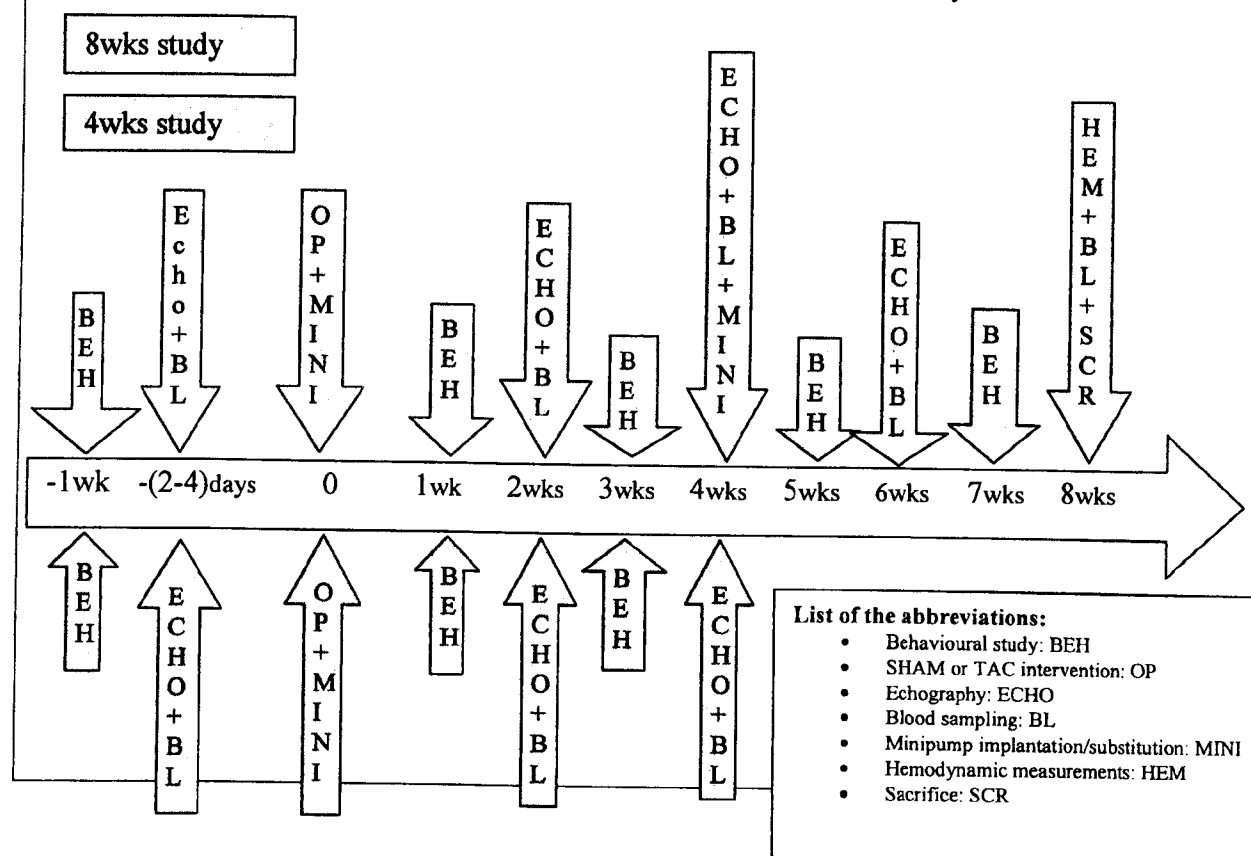 8wks study
4wks study
BEH
Echo+BL
OP+MINI
BEH
ECHO+BL
BEH
ECHO+BL+MINI
BEH
ECHO+BL
BEH
HEM+BL+SCR
-1wk -(2-4)days 0 1wk 2wks 3wks 4wks 5wks 6wks 7wks 8wks
BEH
ECHO+BL
OP+MINI
BEH
ECHO+BL
BEH
ECHO+BL
List of the abbreviations:
• Behavioural study: BEH
• SHAM or TAC intervention: OP
• Echography: ECHO
• Blood sampling: BL
• Minipump implantation/substitution: MINI
• Hemodynamic measurements: HEM
• Sacrifice: SCR